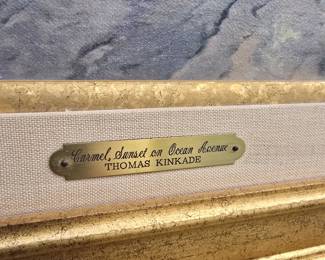 Carmel, Sunset on Ocean Avenue
THOMAS KINKADE